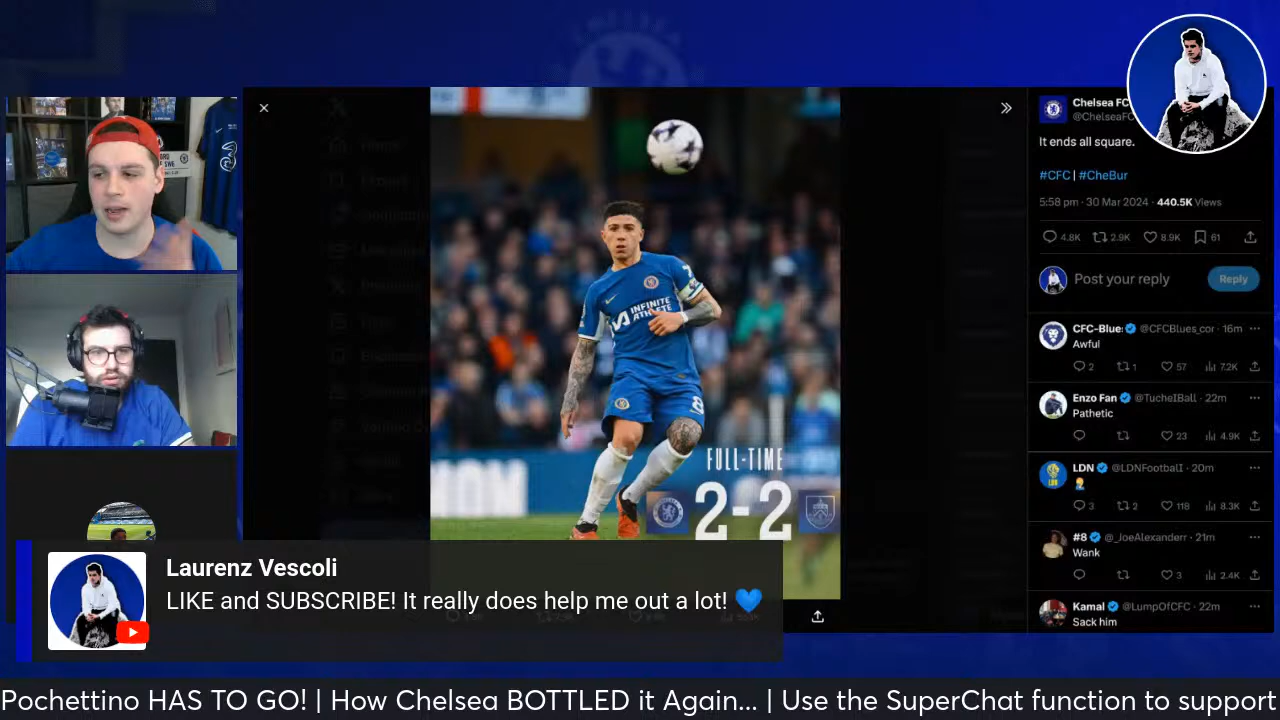 Chelsea FC
@ChelseaFC
It ends all square.
#CFC | #CheBur
5:58 pm · 30 Mar 2024 · 440.5K Views
4.8K 2.9K 8.9K 61
Post your reply
Reply
CFC-Blues @CFCBlues_cor · 16m
Awful
2 1 57 7.2K
Enzo Fan @TuchelBall · 22m
Pathetic
23 4.9K
LDN @LDNFootball · 20m
🤦‍♂️
3 2 118 8.3K
#8 @_JoeAlexanderr · 21m
Wank
3 2.4K
Kamal @LumpOfCFC · 22m
Sack him
INFINITE
ATHLETE
8
FULL-TIME
2-2
Laurenz Vescoli
LIKE and SUBSCRIBE! It really does help me out a lot! 💙
Pochettino HAS TO GO! | How Chelsea BOTTLED it Again... | Use the SuperChat function to support